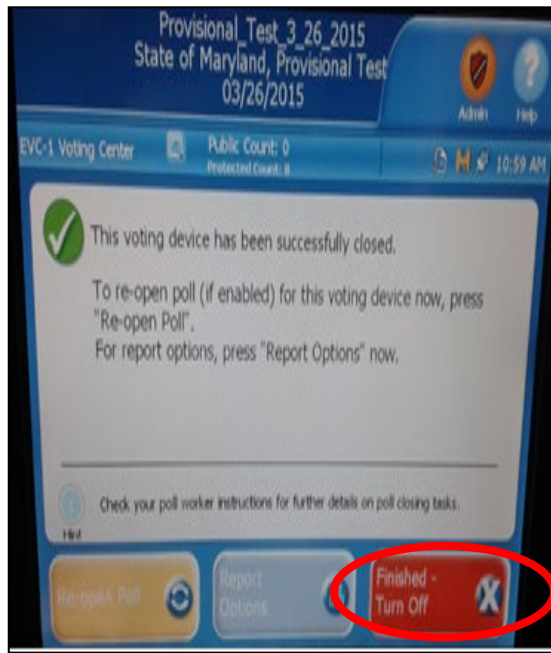 Provisional_Test_3_26_2015
State of Maryland, Provisional Test
03/26/2015
Admin
Help
EVC-1 Voting Center
Public Count: 0
Protected Count: 8
10:59 AM
This voting device has been successfully closed.
To re-open poll (if enabled) for this voting device now, press
"Re-open Poll".
For report options, press "Report Options" now.
Check your poll worker instructions for further details on poll closing tasks.
Hint
Re-open Poll
Report
Options
Finished -
Turn Off